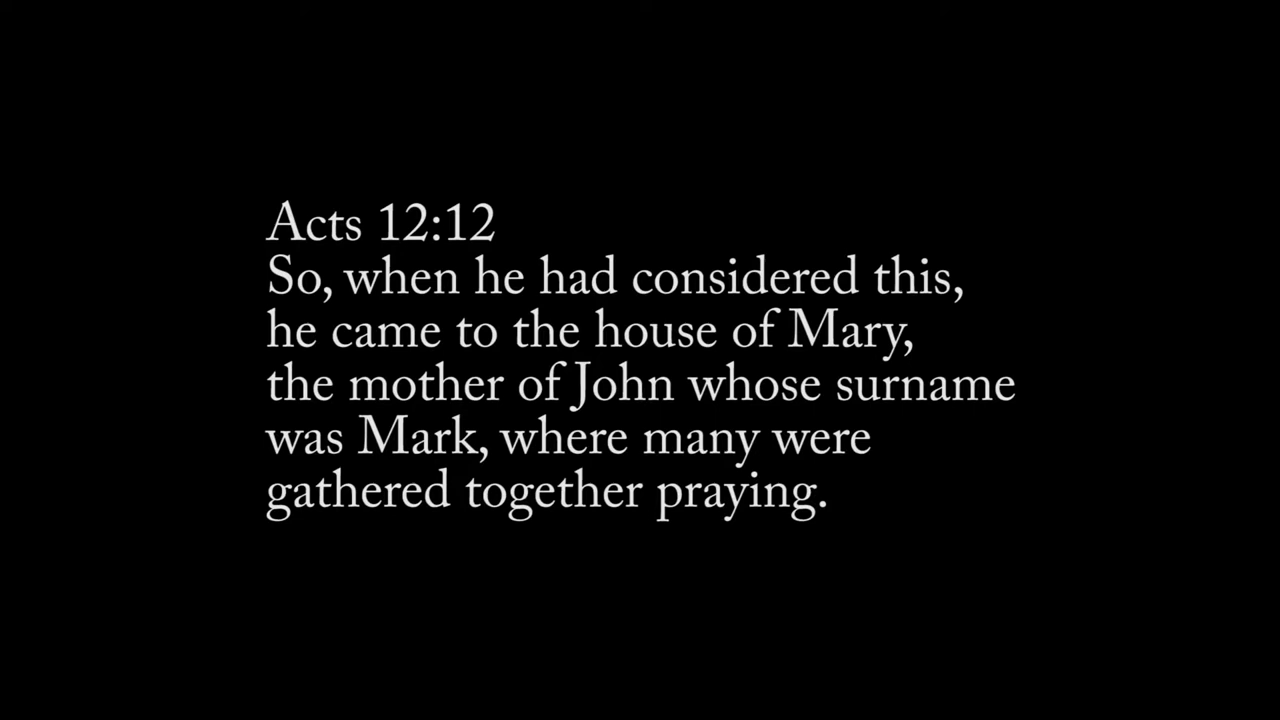 Acts 12:12
So, when he had considered this,
he came to the house of Mary,
the mother of John whose surname
was Mark, where many were
gathered together praying.